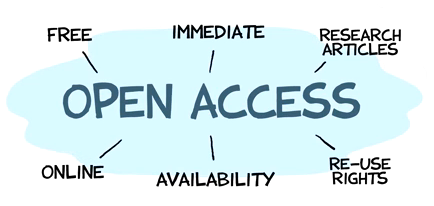 FREE
IMMEDIATE
RESEARCH
ARTICLES
OPEN ACCESS
ONLINE
AVAILABILITY
RE-USE
RIGHTS